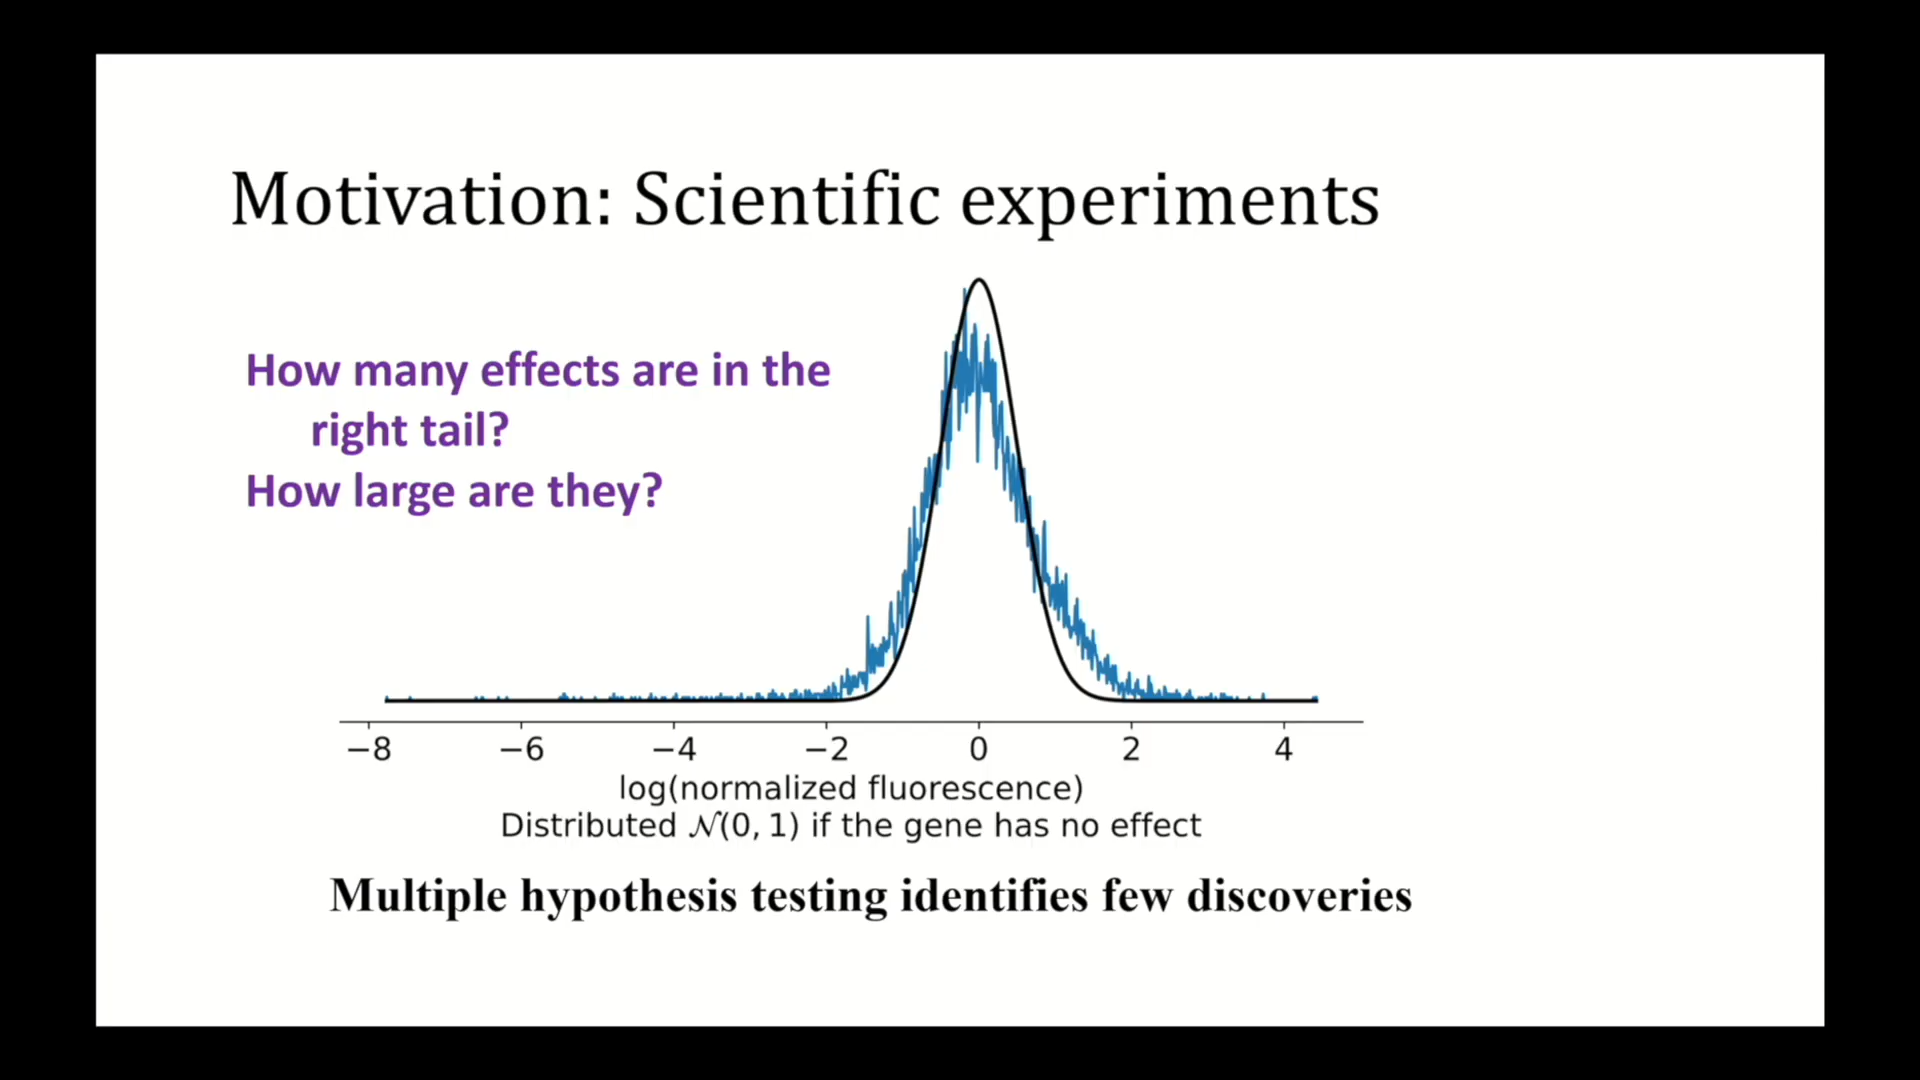 Motivation: Scientific experiments
How many effects are in the
right tail?
How large are they?
−8 −6 −4 −2 0 2 4
log(normalized fluorescence)
Distributed 𝒩(0, 1) if the gene has no effect
Multiple hypothesis testing identifies few discoveries